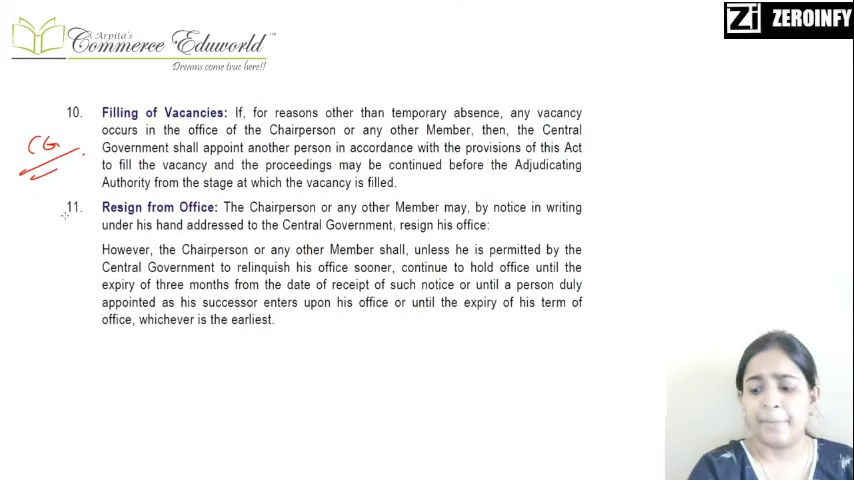 Arpita's
Commerce Eduworld™
Dreams come true here!!
Zi ZEROINFY
10. Filling of Vacancies: If, for reasons other than temporary absence, any vacancy
occurs in the office of the Chairperson or any other Member, then, the Central
Government shall appoint another person in accordance with the provisions of this Act
to fill the vacancy and the proceedings may be continued before the Adjudicating
Authority from the stage at which the vacancy is filled.
CG
11. Resign from Office: The Chairperson or any other Member may, by notice in writing
under his hand addressed to the Central Government, resign his office:
However, the Chairperson or any other Member shall, unless he is permitted by the
Central Government to relinquish his office sooner, continue to hold office until the
expiry of three months from the date of receipt of such notice or until a person duly
appointed as his successor enters upon his office or until the expiry of his term of
office, whichever is the earliest.